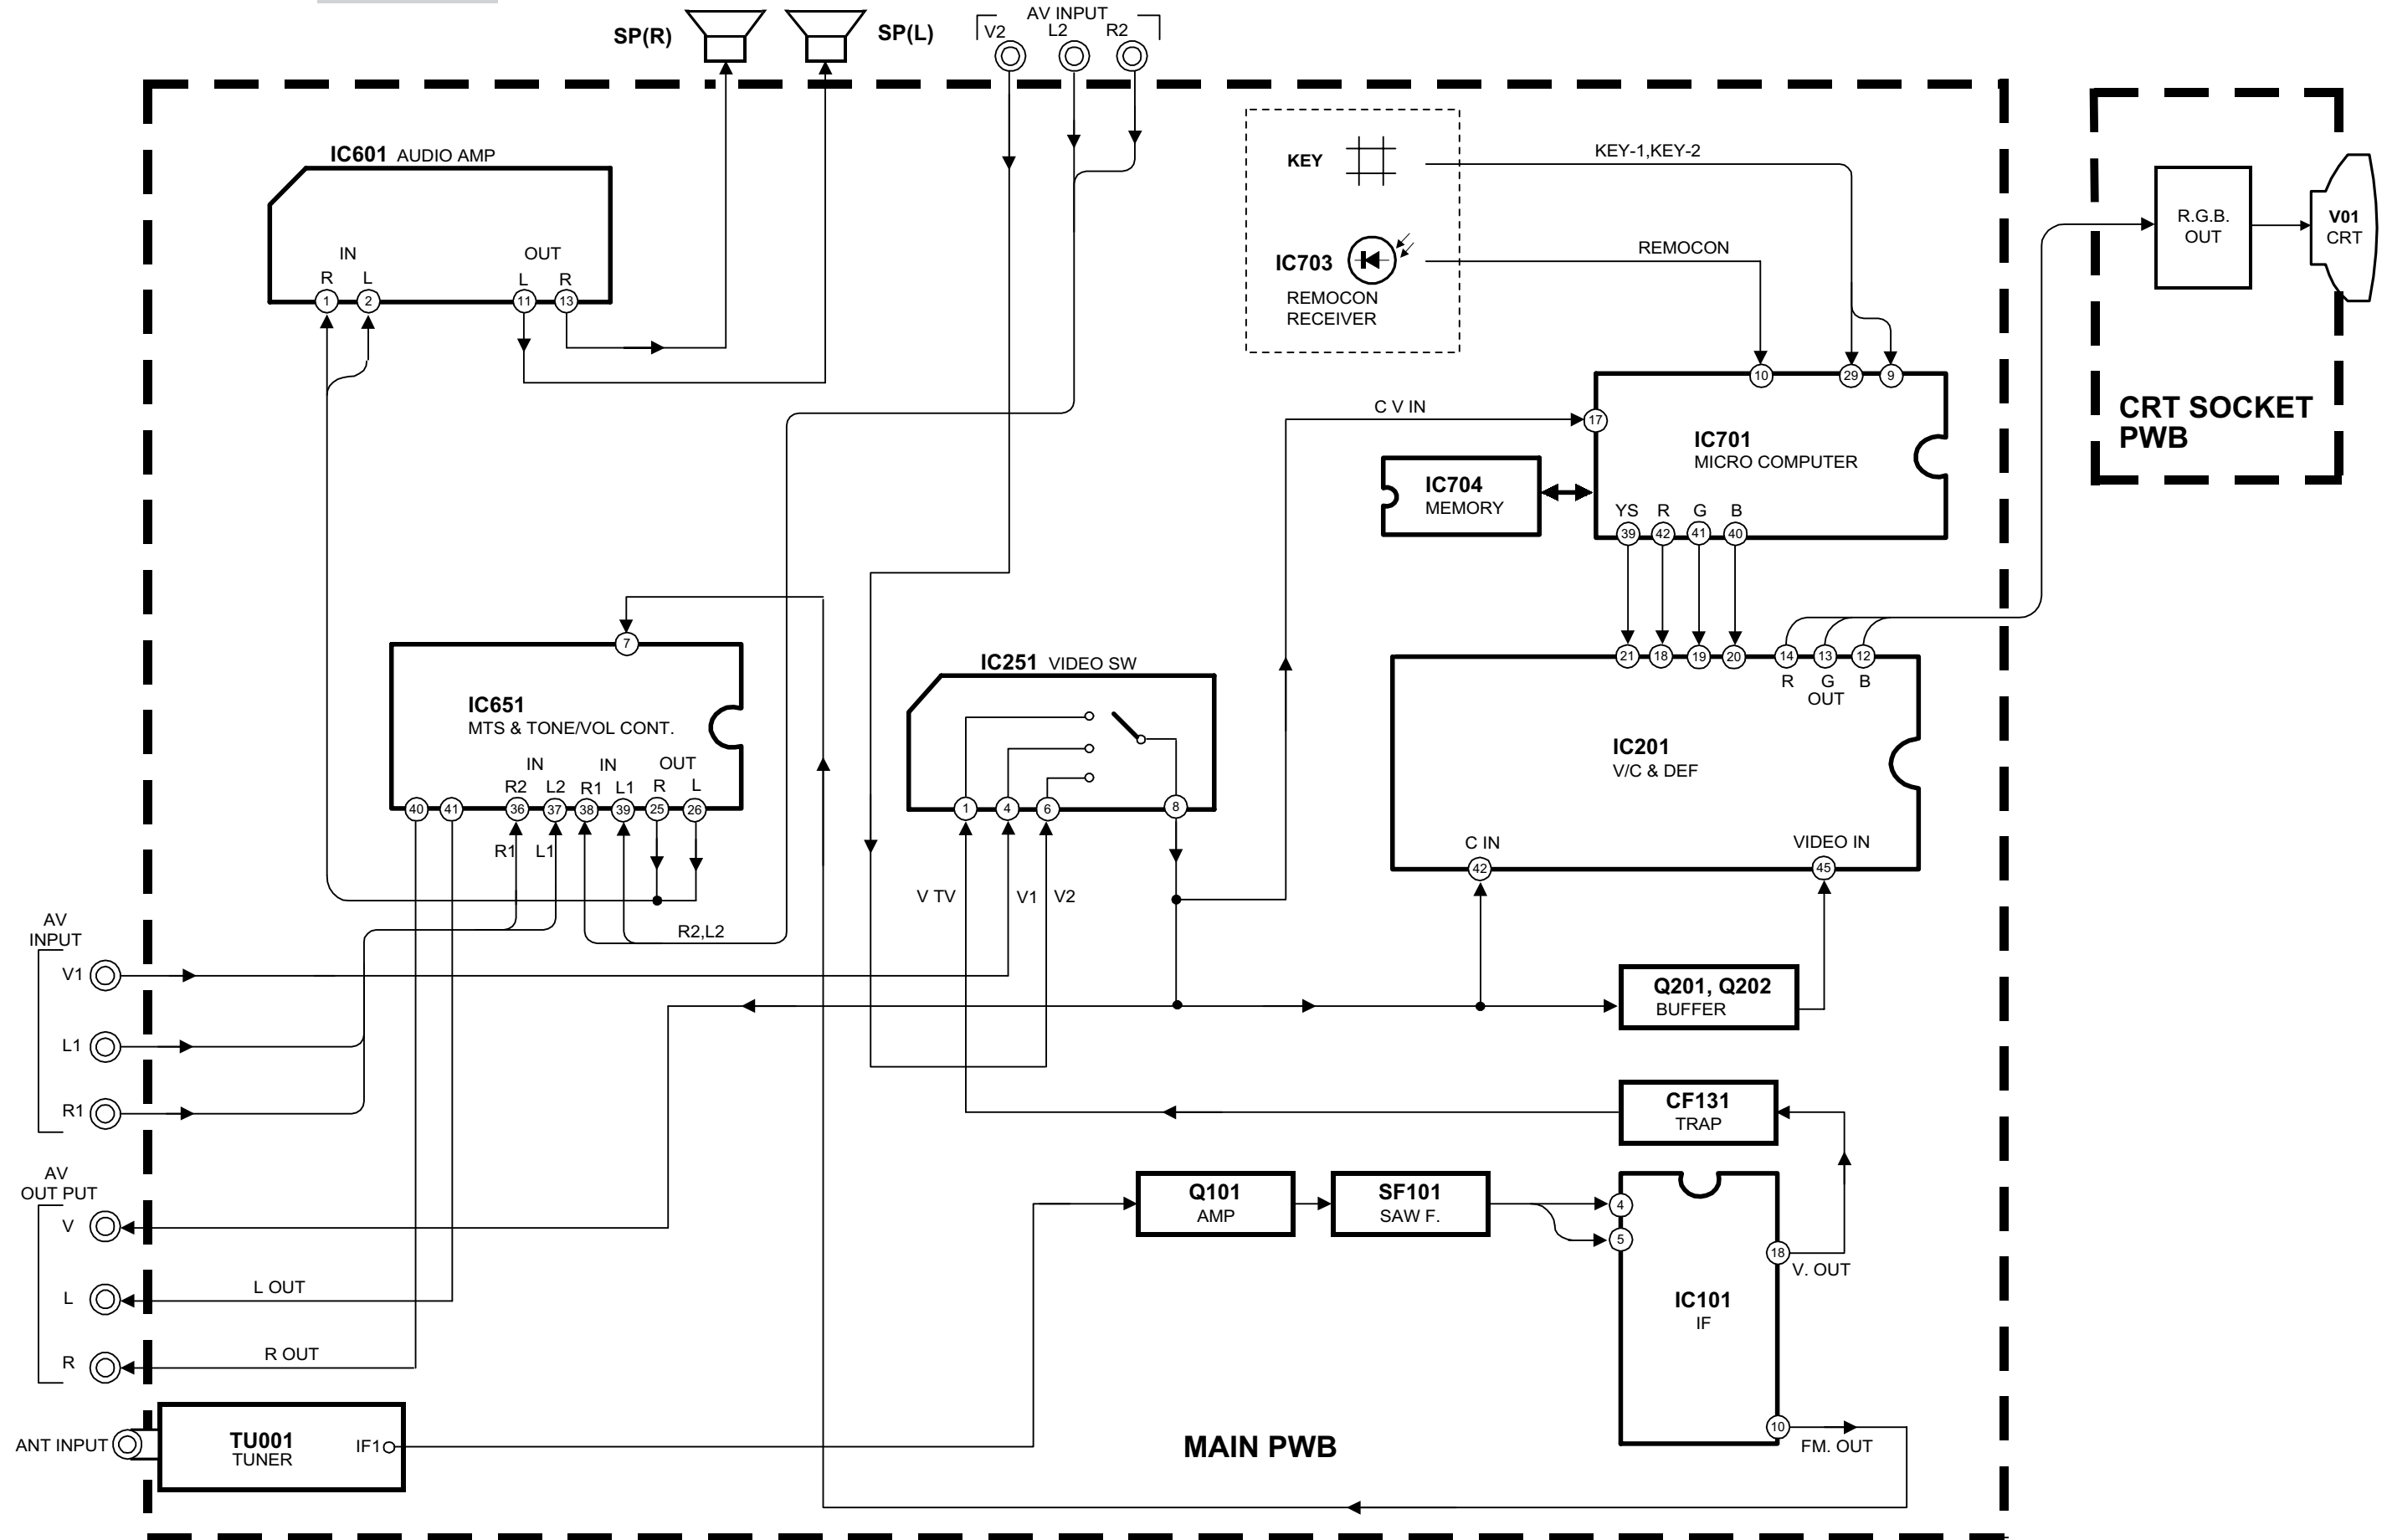 SP(R)
SP(L)
AV INPUT
V2
L2
R2
IC601 AUDIO AMP
IN
OUT
R
L
L
R
1
2
11
13
KEY
KEY-1,KEY-2
IC703
REMOCON
REMOCON
RECEIVER
R.G.B.
OUT
V01
CRT
CRT SOCKET
PWB
10
29
9
C V IN
17
IC701
MICRO COMPUTER
IC704
MEMORY
YS
R
G
B
39
42
41
40
7
IC651
MTS & TONE/VOL CONT.
IN
IN
OUT
R2
L2
R1
L1
R
L
40
41
36
37
38
39
25
26
R1
L1
R2,L2
IC251 VIDEO SW
1
4
6
8
V TV
V1
V2
21
18
19
20
14
13
12
R
G
B
OUT
IC201
V/C & DEF
C IN
VIDEO IN
42
45
AV
INPUT
V1
L1
R1
Q201, Q202
BUFFER
CF131
TRAP
AV
OUT PUT
V
L
R
L OUT
R OUT
Q101
AMP
SF101
SAW F.
4
5
18
V. OUT
IC101
IF
10
FM. OUT
ANT INPUT
TU001
TUNER
IF1
MAIN PWB